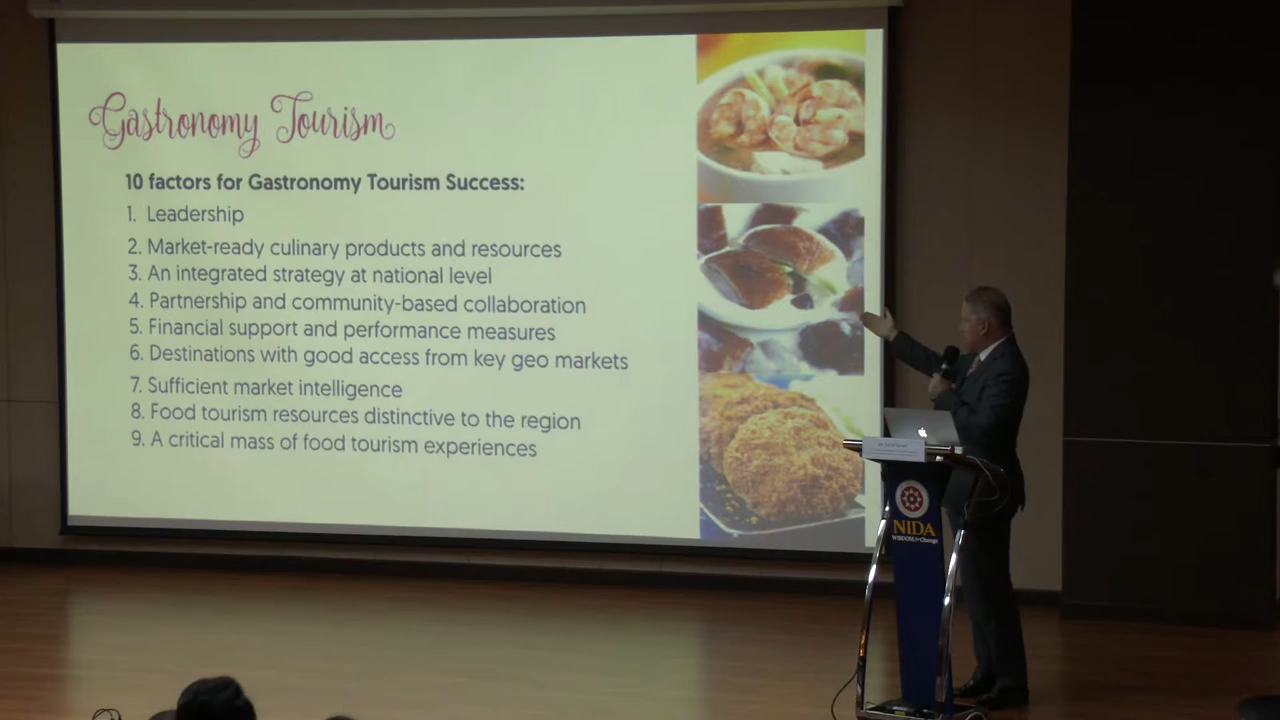 Gastronomy Tourism
10 factors for Gastronomy Tourism Success:
1. Leadership
2. Market-ready culinary products and resources
3. An integrated strategy at national level
4. Partnership and community-based collaboration
5. Financial support and performance measures
6. Destinations with good access from key geo markets
7. Sufficient market intelligence
8. Food tourism resources distinctive to the region
9. A critical mass of food tourism experiences
NIDA
WISDOM for Change